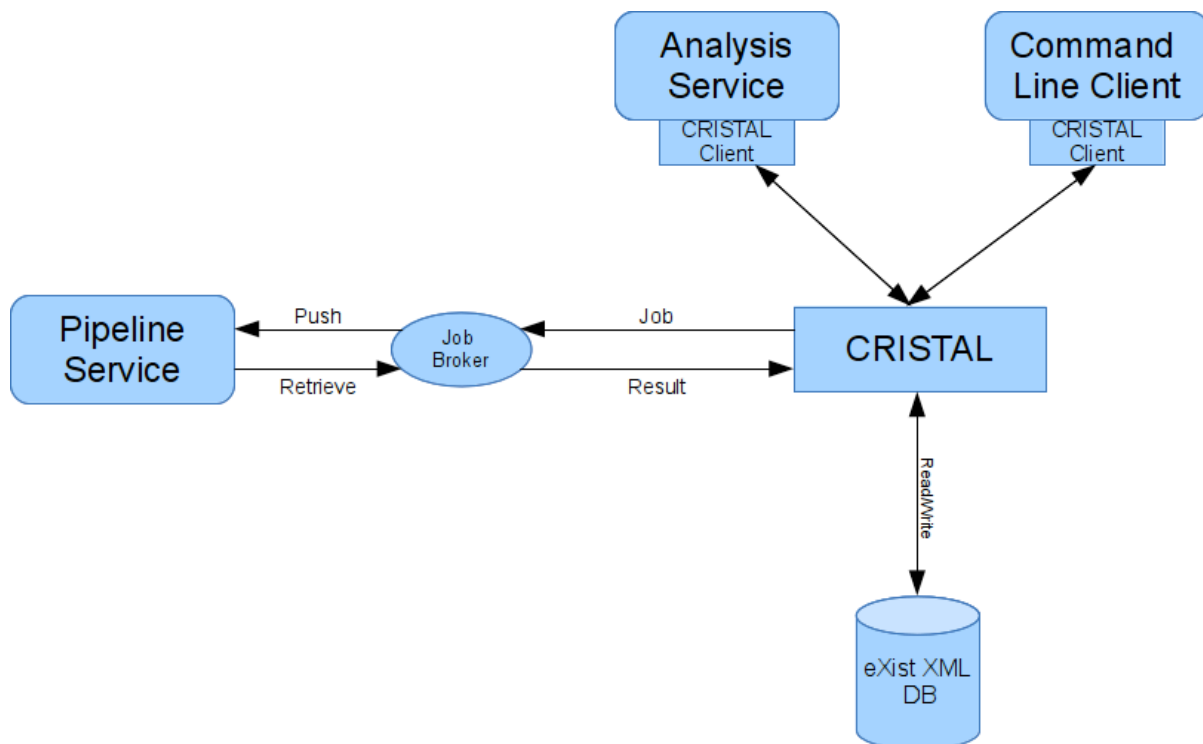 Analysis
Service
CRISTAL
Client
Command
Line Client
CRISTAL
Client
Pipeline
Service
Push
Retrieve
Job
Broker
Job
Result
CRISTAL
Read/Write
eXist XML
DB